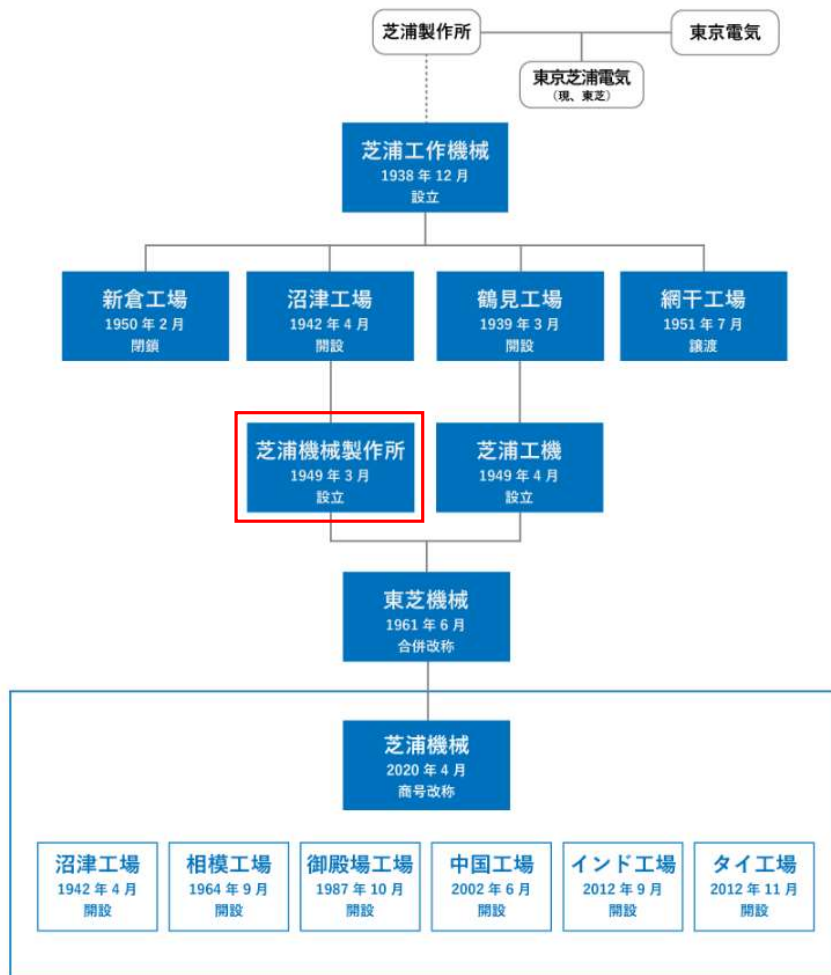 芝浦製作所
東京電気
東京芝浦電気
（現、東芝）
芝浦工作機械
1938 年 12 月
設立
新倉工場
1950 年 2 月
閉鎖
沼津工場
1942 年 4 月
開設
鶴見工場
1939 年 3 月
開設
網干工場
1951 年 7 月
譲渡
芝浦機械製作所
1949 年 3 月
設立
芝浦工機
1949 年 4 月
設立
東芝機械
1961 年 6 月
合併改称
芝浦機械
2020 年 4 月
商号改称
沼津工場
1942 年 4 月
開設
相模工場
1964 年 9 月
開設
御殿場工場
1987 年 10 月
開設
中国工場
2002 年 6 月
開設
インド工場
2012 年 9 月
開設
タイ工場
2012 年 11 月
開設